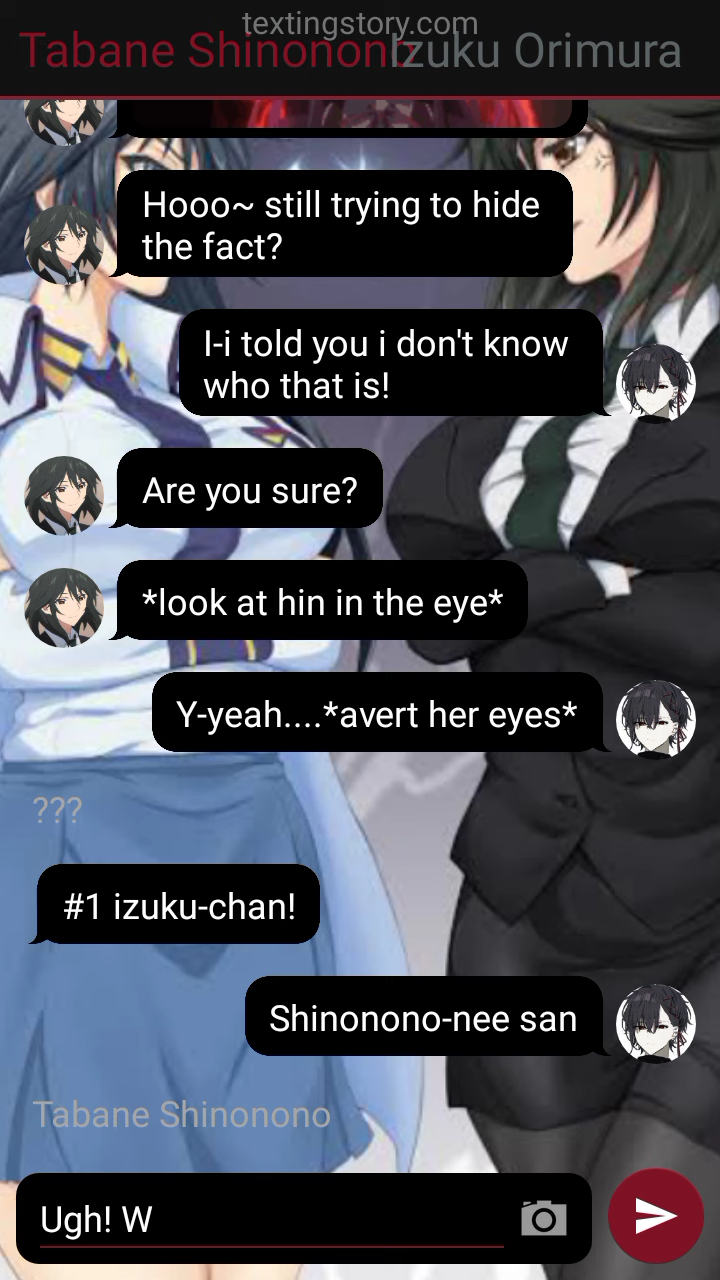 textingstory.com
Tabane Shinonono
Izuku Orimura
Hooo~ still trying to hide
the fact?
I-i told you i don't know
who that is!
Are you sure?
*look at hin in the eye*
Y-yeah....*avert her eyes*
???
#1 izuku-chan!
Shinonono-nee san
Tabane Shinonono
Ugh! W